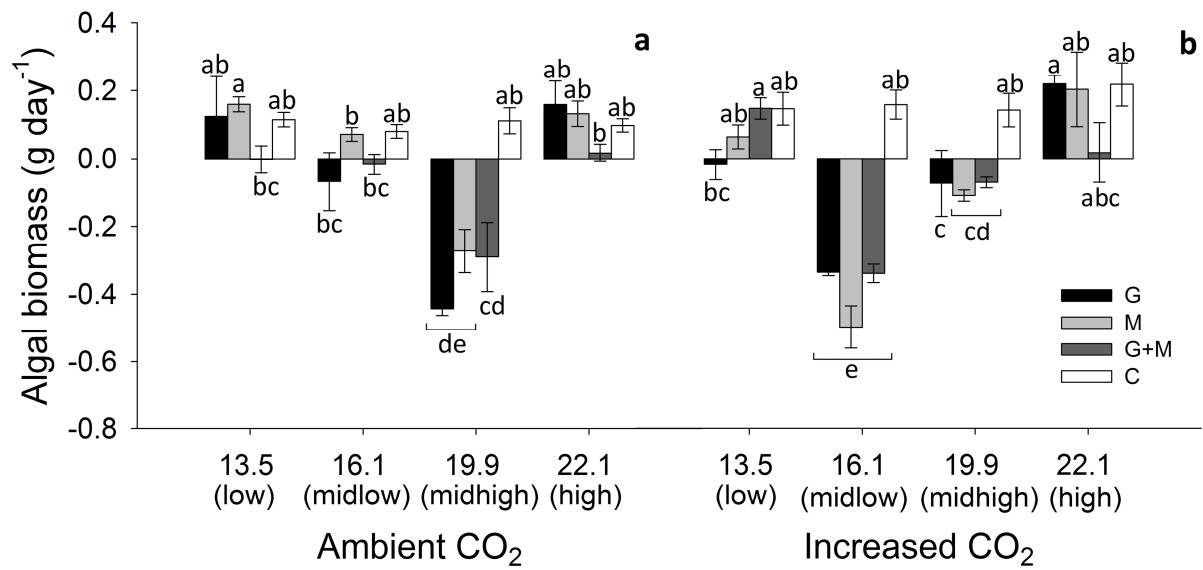 Algal biomass (g day⁻¹)
0.4
0.2
0.0
-0.2
-0.4
-0.6
-0.8
a
ab a bc ab
bc b bc ab
de cd ab
ab ab b ab
13.5 16.1 19.9 22.1
(low) (midlow) (midhigh) (high)
Ambient CO₂
b
bc ab a ab
e ab
c cd ab
a ab abc ab
G
M
G+M
C
13.5 16.1 19.9 22.1
(low) (midlow) (midhigh) (high)
Increased CO₂